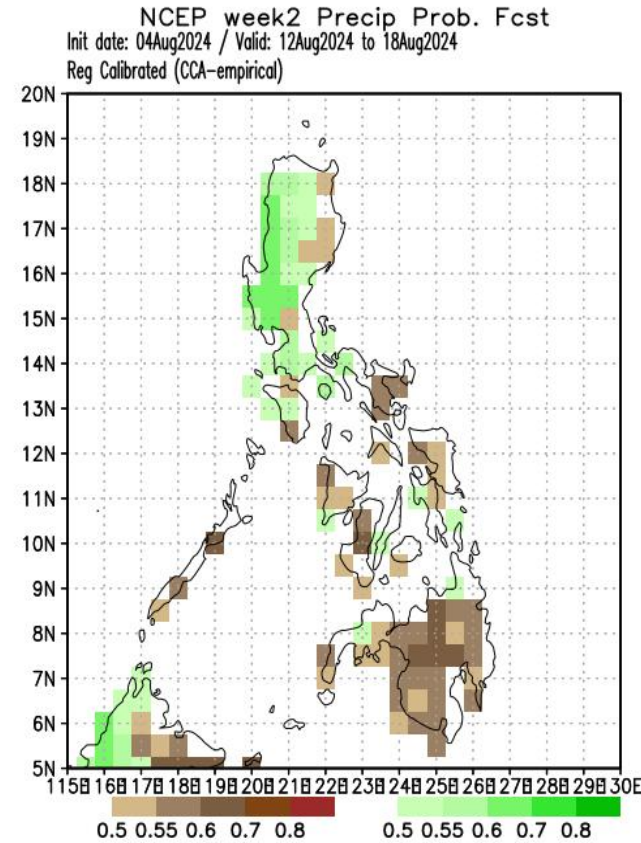 NCEP week2 Precip Prob. Fcst
Init date: 04Aug2024 / Valid: 12Aug2024 to 18Aug2024
Reg Calibrated (CCA-empirical)
20N
19N
18N
17N
16N
15N
14N
13N
12N
11N
10N
9N
8N
7N
6N
5N
115E 116E 117E 118E 119E 120E 121E 122E 123E 124E 125E 126E 127E 128E 129E 130E
0.5 0.55 0.6 0.7 0.8 0.5 0.55 0.6 0.7 0.8